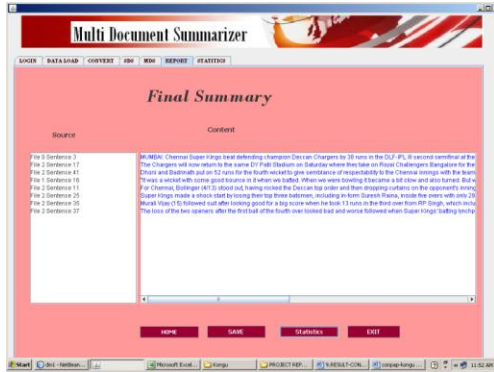 Multi Document Summarizer
LOGIN DATA LOAD CONVERT SDS MDS REPORT STATITICS
Final Summary
Source Content
File 0 Sentence 3
File 2 Sentence 17
File 2 Sentence 41
File 1 Sentence 16
File 2 Sentence 11
File 2 Sentence 25
File 2 Sentence 35
File 2 Sentence 37
MUMBAI: Chennai Super Kings beat defending champion Deccan Chargers by 38 runs in the DLF-IPL III second semifinal at the
The Chargers will now return to the same DY Patil Stadium on Saturday where they take on Royal Challengers Bangalore for the
Dhoni and Badrinath put on 52 runs for the fourth wicket to give semblance of respectability to the Chennai innings with the team
"It was a wicket with some good bounce in it when we batted. When we were bowling it became a bit slow and also turned. But w
For Chennai, Bollinger (4/13) stood out, having rocked the Deccan top order and then dropping curtains on the opponent's inning
Super Kings made a shock start by losing their top three batsmen, including in-form Suresh Raina, inside five overs with only 29
Murali Vijay (15) followed suit after looking good for a big score when he took 13 runs in the third over from RP Singh, which inclu
The loss of the two openers after the first ball of the fourth over looked bad and worse followed when Super Kings' batting lynchp
HOME SAVE Statistics EXIT
Start Microsoft Excel... Kongu PROJECT REP... 6.RESULT-CON... 11:52 AM